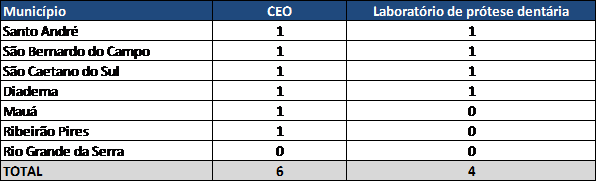 Município CEO Laboratório de prótese dentária
Santo André 1 1
São Bernardo do Campo 1 1
São Caetano do Sul 1 1
Diadema 1 1
Mauá 1 0
Ribeirão Pires 1 0
Rio Grande da Serra 0 0
TOTAL 6 4